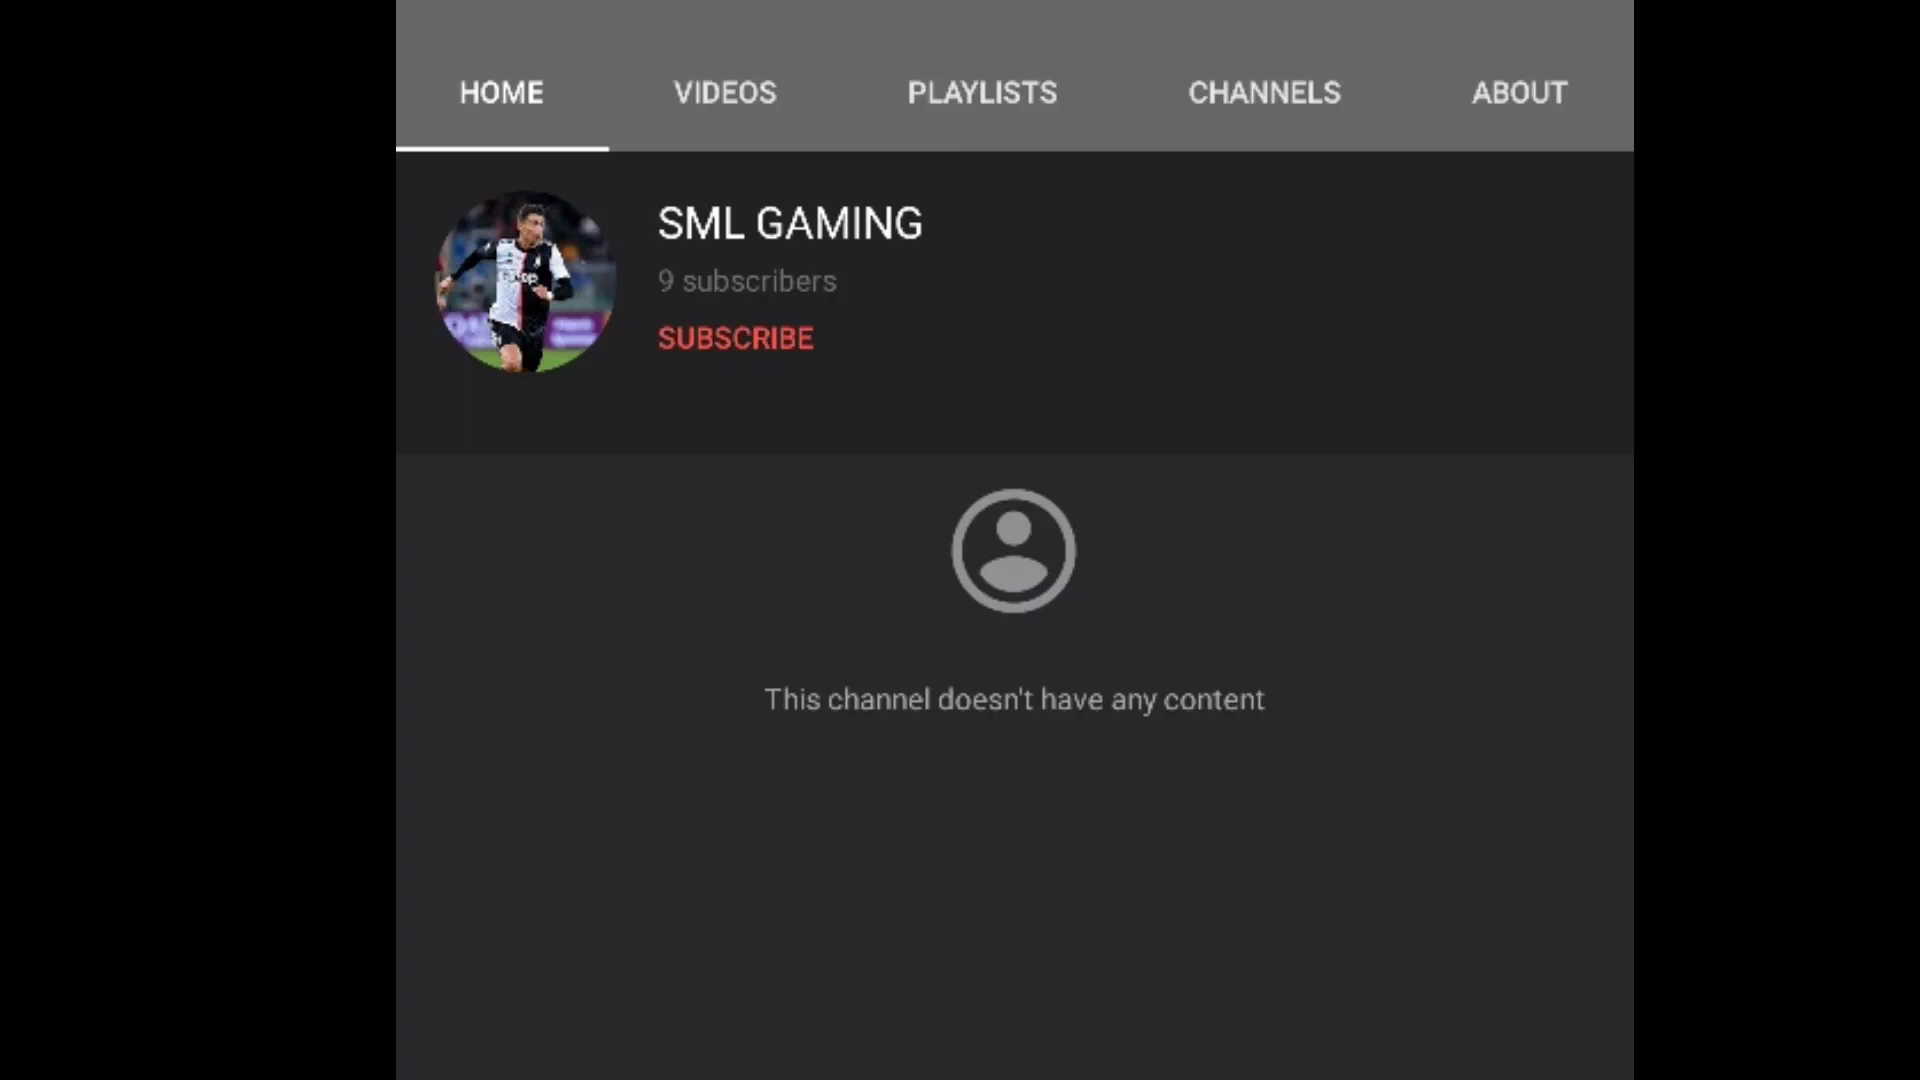 HOME VIDEOS PLAYLISTS CHANNELS ABOUT
SML GAMING
9 subscribers
SUBSCRIBE
This channel doesn't have any content